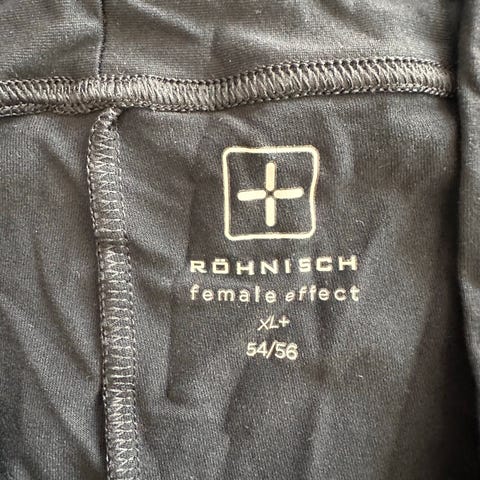 RÖHNISCH
female effect
XL+
54/56